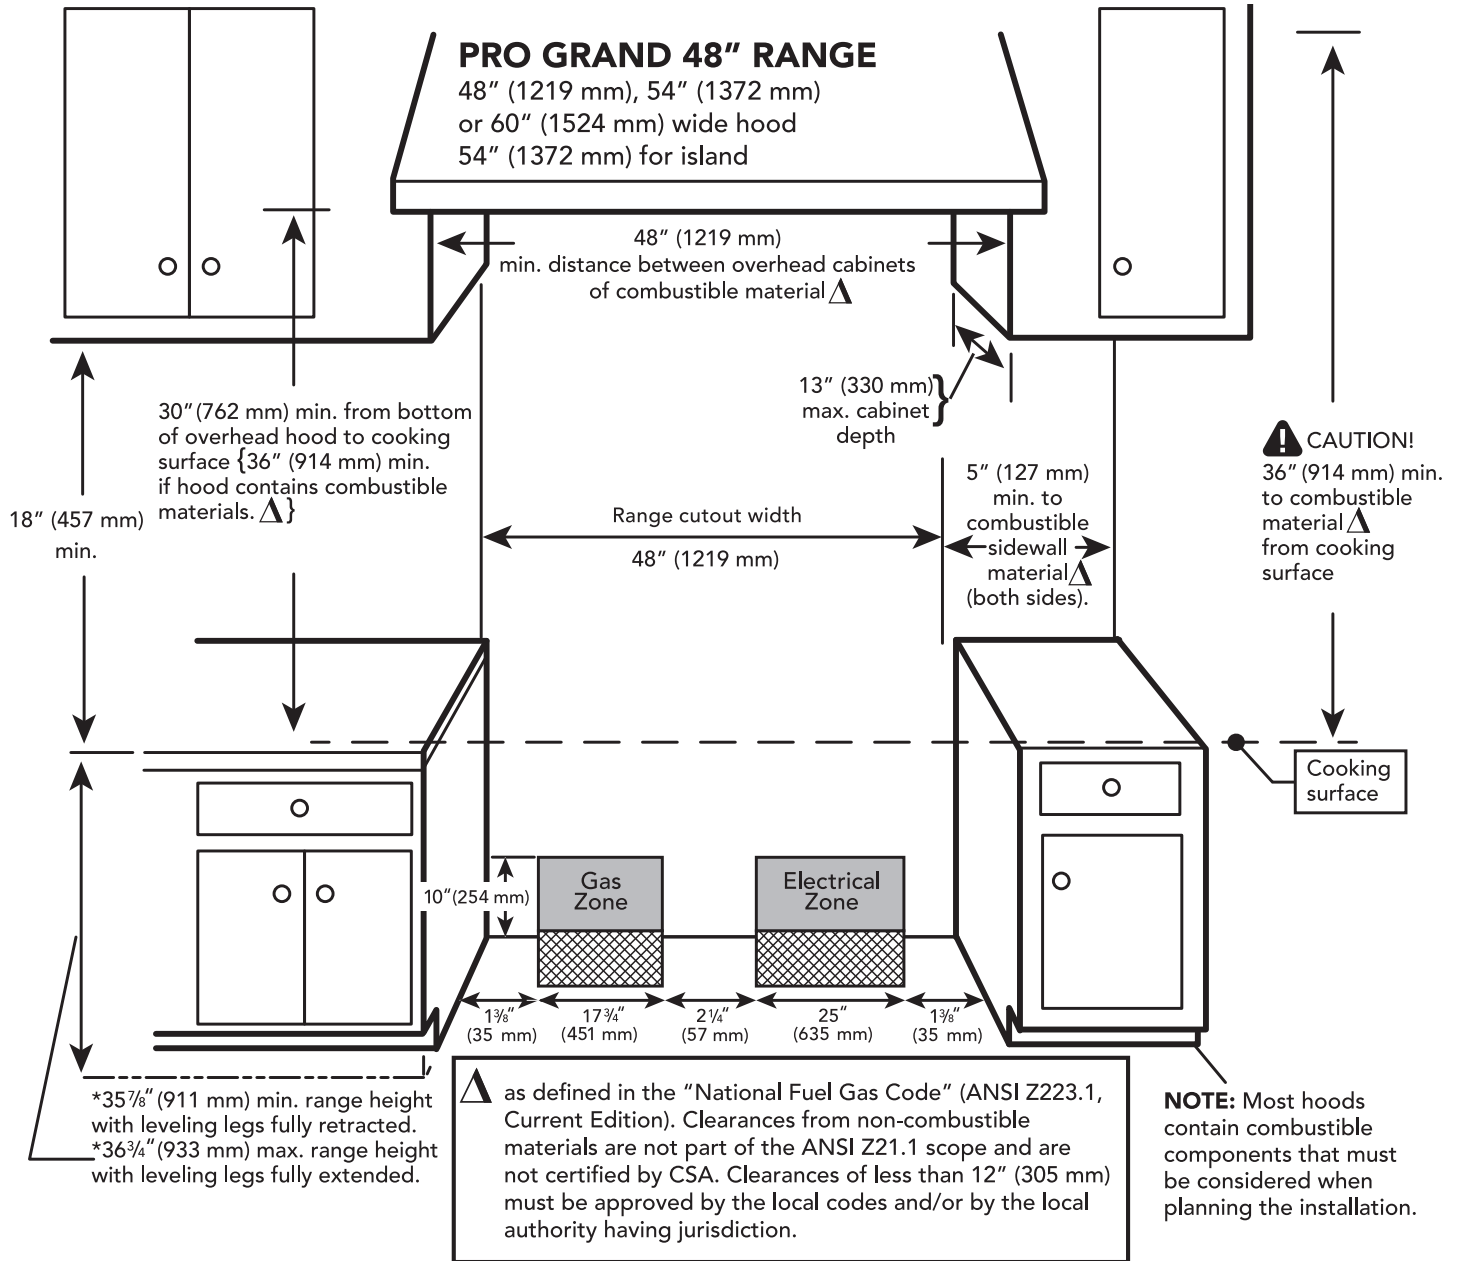 PRO GRAND 48” RANGE
48” (1219 mm), 54” (1372 mm)
or 60” (1524 mm) wide hood
54” (1372 mm) for island
48” (1219 mm)
min. distance between overhead cabinets
of combustible material Δ
13” (330 mm)}
max. cabinet
depth
30” (762 mm) min. from bottom
of overhead hood to cooking
surface {36” (914 mm) min.
if hood contains combustible
materials. Δ}
18” (457 mm)
min.
Range cutout width
48” (1219 mm)
5” (127 mm)
min. to
combustible
sidewall
material Δ
(both sides).
CAUTION!
36” (914 mm) min.
to combustible
material Δ
from cooking
surface
Cooking
surface
10” (254 mm)
Gas
Zone
Electrical
Zone
1⅜”
(35 mm)
17¾”
(451 mm)
2¼”
(57 mm)
25”
(635 mm)
1⅜”
(35 mm)
*35⅞” (911 mm) min. range height
with leveling legs fully retracted.
*36¾” (933 mm) max. range height
with leveling legs fully extended.
Δ as defined in the “National Fuel Gas Code” (ANSI Z223.1,
Current Edition). Clearances from non-combustible
materials are not part of the ANSI Z21.1 scope and are
not certified by CSA. Clearances of less than 12” (305 mm)
must be approved by the local codes and/or by the local
authority having jurisdiction.
NOTE: Most hoods
contain combustible
components that must
be considered when
planning the installation.